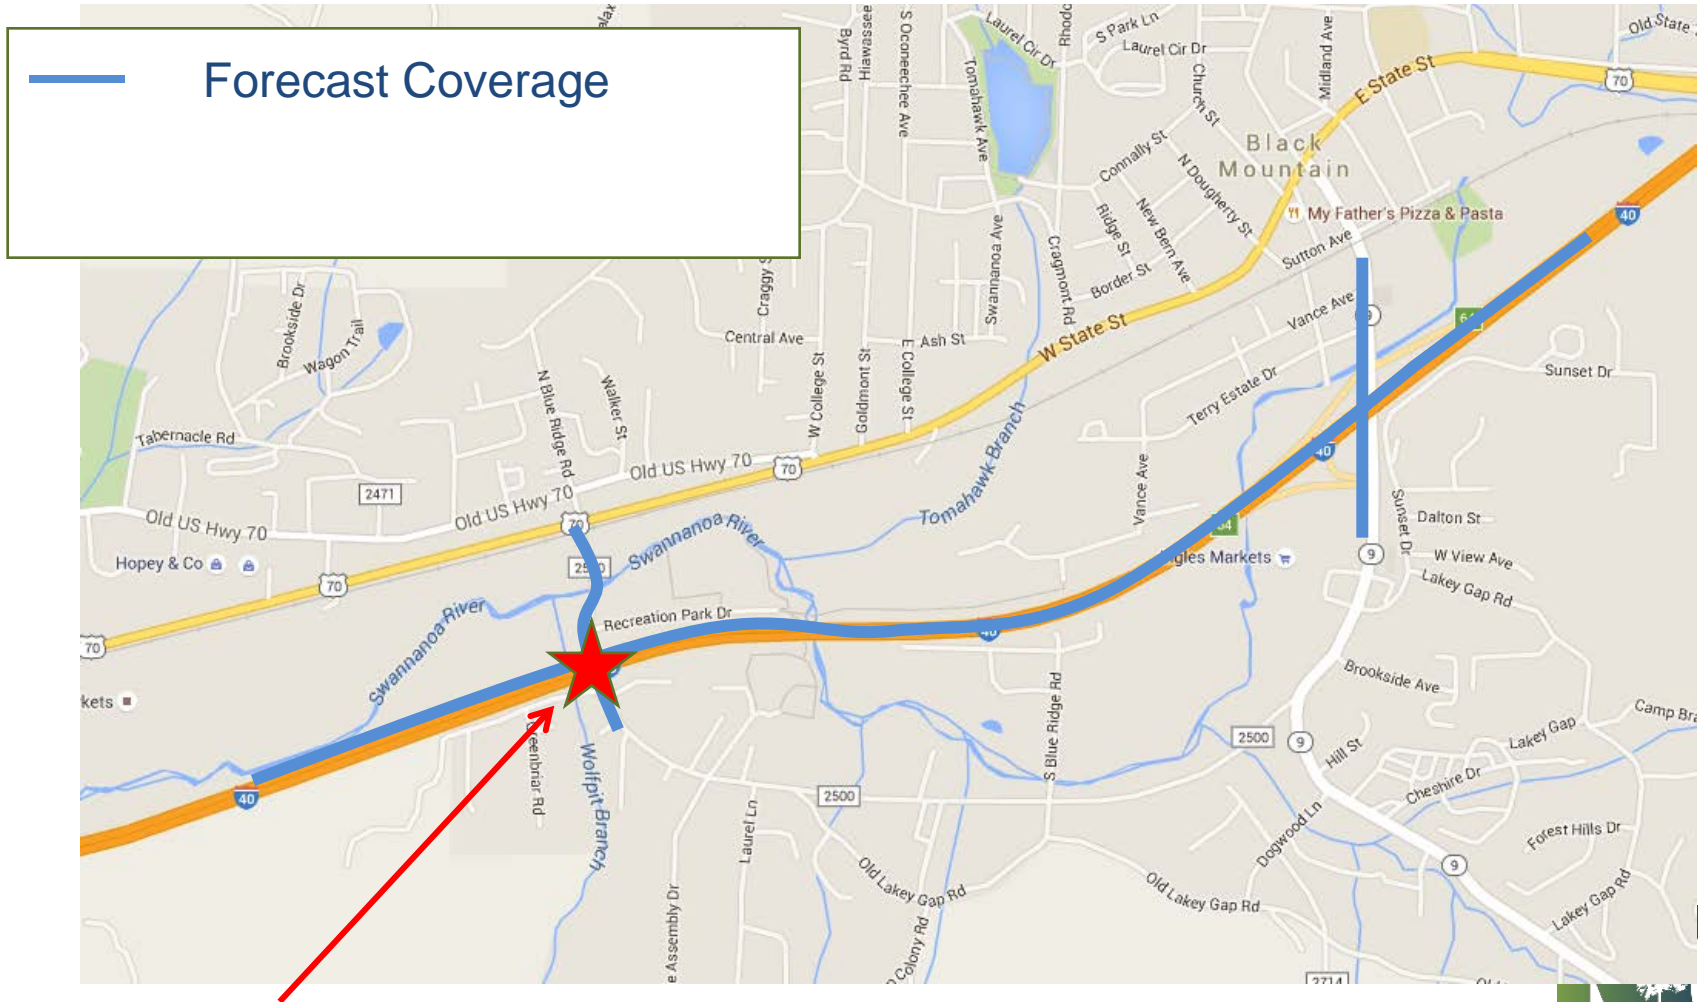 Forecast Coverage
Byrd Rd
Hiawassee
S Oconeechee Ave
Tomahawk Ave
Laurel Cir Dr
S Park Ln
Laurel Cir Dr
Church St
Midland Ave
Old State
E State St
70
Black
Mountain
Connally St
N Dougherty St
My Father's Pizza & Pasta
40
Ridge St
New Bern Ave
Sutton Ave
Swannanoa Ave
Cragmont Rd
Border St
Vance Ave
9
Brookside Dr
Wagon Trail
Central Ave
Ash St
W State St
Sunset Dr
N Blue Ridge Rd
Walker St
W College St
Goldmont St
E College St
Terry Estate Dr
Tabernacle Rd
Old US Hwy 70
70
Tomahawk Branch
40
2471
Old US Hwy 70
Old US Hwy 70
Vance Ave
Sunset Dr
Dalton St
70
Swannanoa River
64
Hopey & Co
9
W View Ave
70
Lakey Gap Rd
Swannanoa River
Recreation Park Dr
40
70
Brookside Ave
S Blue Ridge Rd
kets
Camp Bra
2500
9
Lakey Gap
Hill St
Greenbriar Rd
Wolfpit Branch
40
2500
Cheshire Dr
Laurel Ln
Dogwood Ln
Forest Hills Dr
Old Lakey Gap Rd
9
Old Lakey Gap Rd
Lakey Gap Rd
e Assembly Dr
Colony Rd
2714